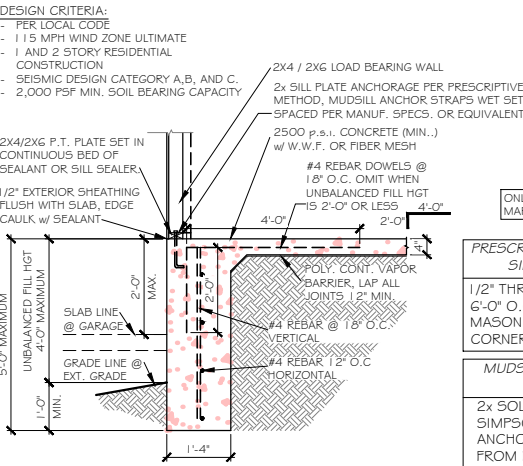 DESIGN CRITERIA:
- PER LOCAL CODE
- 115 MPH WIND ZONE ULTIMATE
- 1 AND 2 STORY RESIDENTIAL
CONSTRUCTION
- SEISMIC DESIGN CATEGORY A,B, AND C.
- 2,000 PSF MIN. SOIL BEARING CAPACITY
2X4 / 2X6 LOAD BEARING WALL
2x SILL PLATE ANCHORAGE PER PRESCRIPTIVE
METHOD, MUDSILL ANCHOR STRAPS WET SET
SPACED PER MANUF. SPECS. OR EQUIVALENT
2500 p.s.i. CONCRETE (MIN..)
w/ W.W.F. OR FIBER MESH
#4 REBAR DOWELS @
18" O.C. OMIT WHEN
UNBALANCED FILL HGT
IS 2'-0" OR LESS
2X4/2X6 P.T. PLATE SET IN
CONTINUOUS BED OF
SEALANT OR SILL SEALER
1/2" EXTERIOR SHEATHING
FLUSH WITH SLAB, EDGE
CAULK w/ SEALANT
4'-0"
2'-0"
4'-0"
4"
5'-0" MAXIMUM
UNBALANCED FILL HGT
4'-0" MAXIMUM
2'-0"
MAX.
2'-0"
SLAB LINE
@ GARAGE
GRADE LINE @
EXT. GRADE
1'-0"
MIN.
1'-4"
POLY. CONT. VAPOR
BARRIER, LAP ALL
JOINTS 12" MIN.
#4 REBAR @ 18" O.C.
VERTICAL
#4 REBAR 12" O.C
HORIZONTAL
ONL
MA
PRESCR
SI
1/2" THR
6'-0" O.
MASON
CORNER
MUDS
2x SOL
SIMPSO
ANCHO
FROM